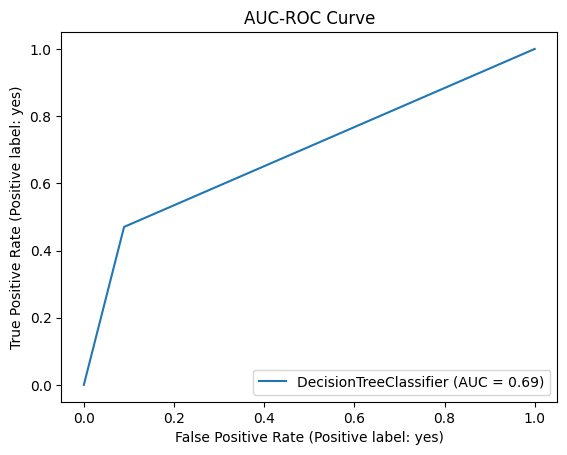 AUC-ROC Curve
True Positive Rate (Positive label: yes)
1.0
0.8
0.6
0.4
0.2
0.0
DecisionTreeClassifier (AUC = 0.69)
0.0 0.2 0.4 0.6 0.8 1.0
False Positive Rate (Positive label: yes)